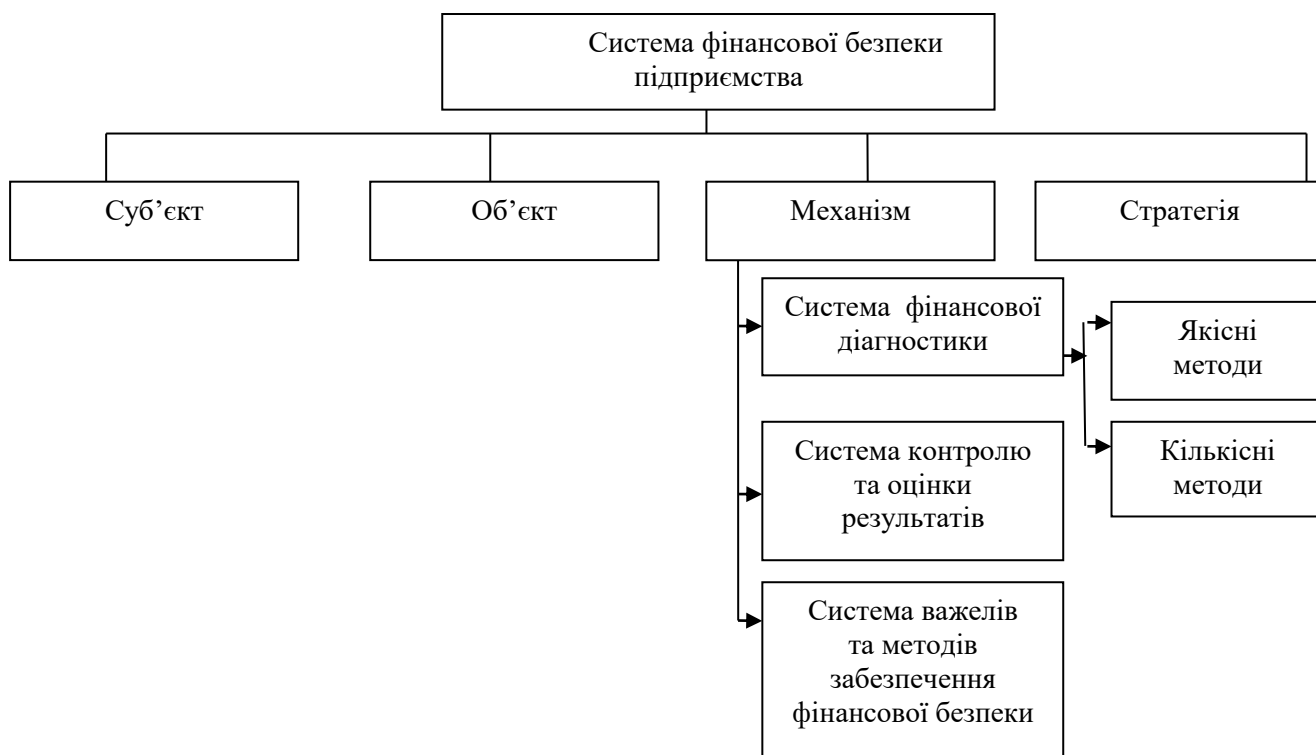 Система фінансової безпеки
підприємства
Суб’єкт
Об’єкт
Механізм
Стратегія
Система фінансової
діагностики
Якісні
методи
Система контролю
та оцінки
результатів
Кількісні
методи
Система важелів
та методів
забезпечення
фінансової безпеки